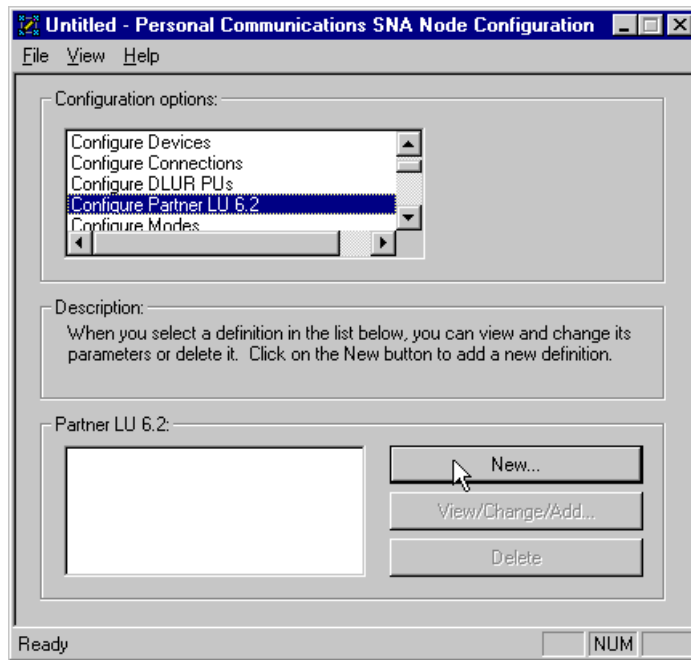 Untitled - Personal Communications SNA Node Configuration
File View Help
Configuration options:
Configure Devices
Configure Connections
Configure DLUR PUs
Configure Partner LU 6.2
Configure Modes
Description:
When you select a definition in the list below, you can view and change its
parameters or delete it. Click on the New button to add a new definition.
Partner LU 6.2:
New...
View/Change/Add...
Delete
Ready
NUM